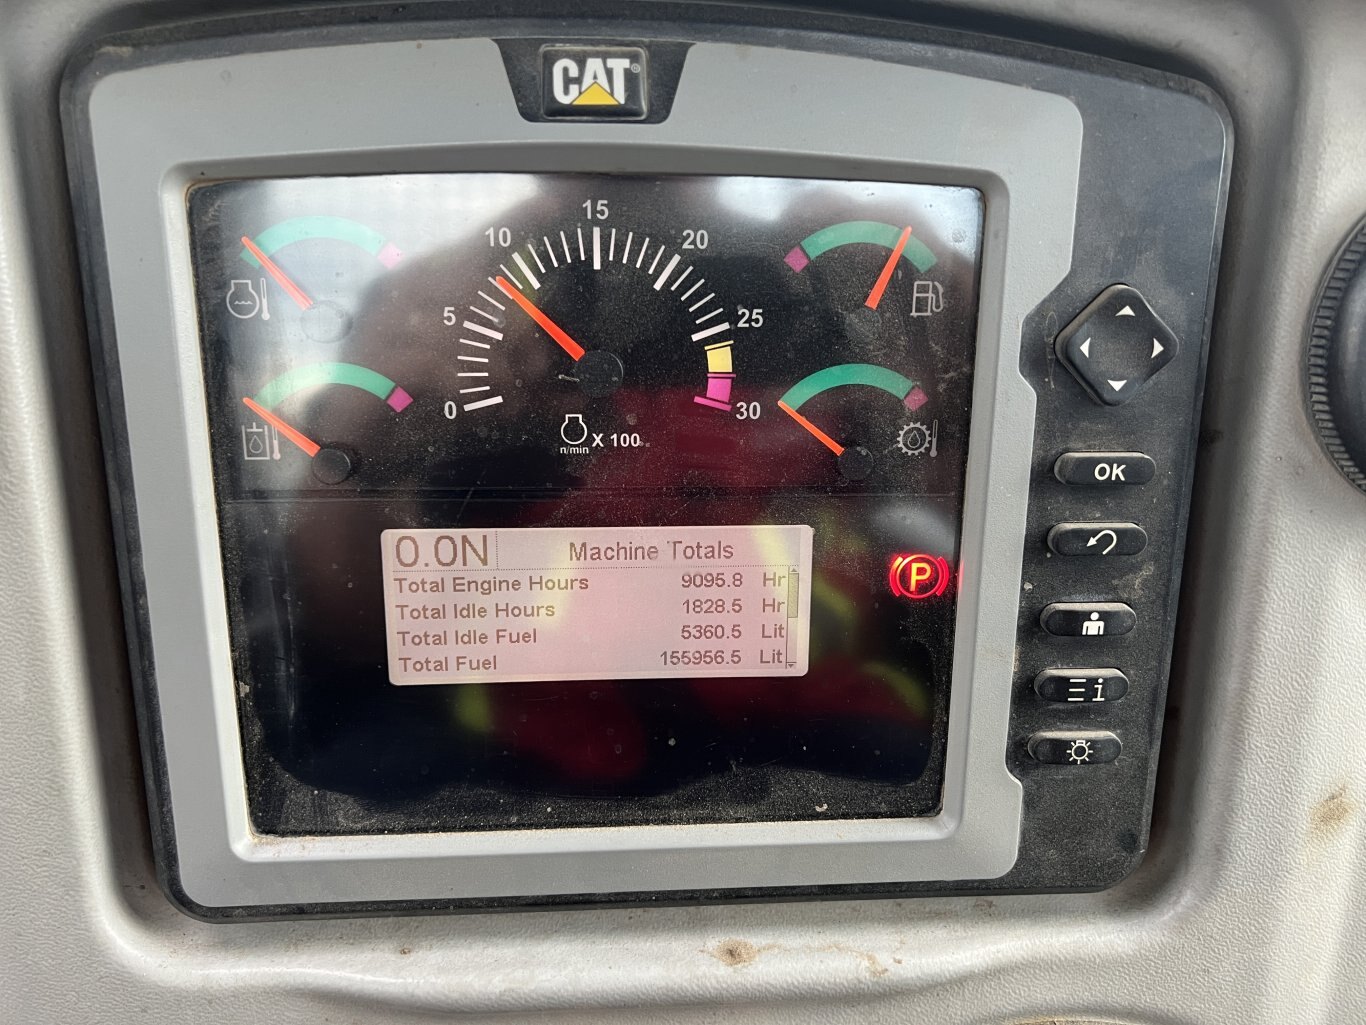 CAT®
15
10
20
5
25
0
30
n/min
X 100
OK
0.0N
Machine Totals
Total Engine Hours 9095.8 Hr
Total Idle Hours 1828.5 Hr
Total Idle Fuel 5360.5 Lit
Total Fuel 155956.5 Lit
P
i